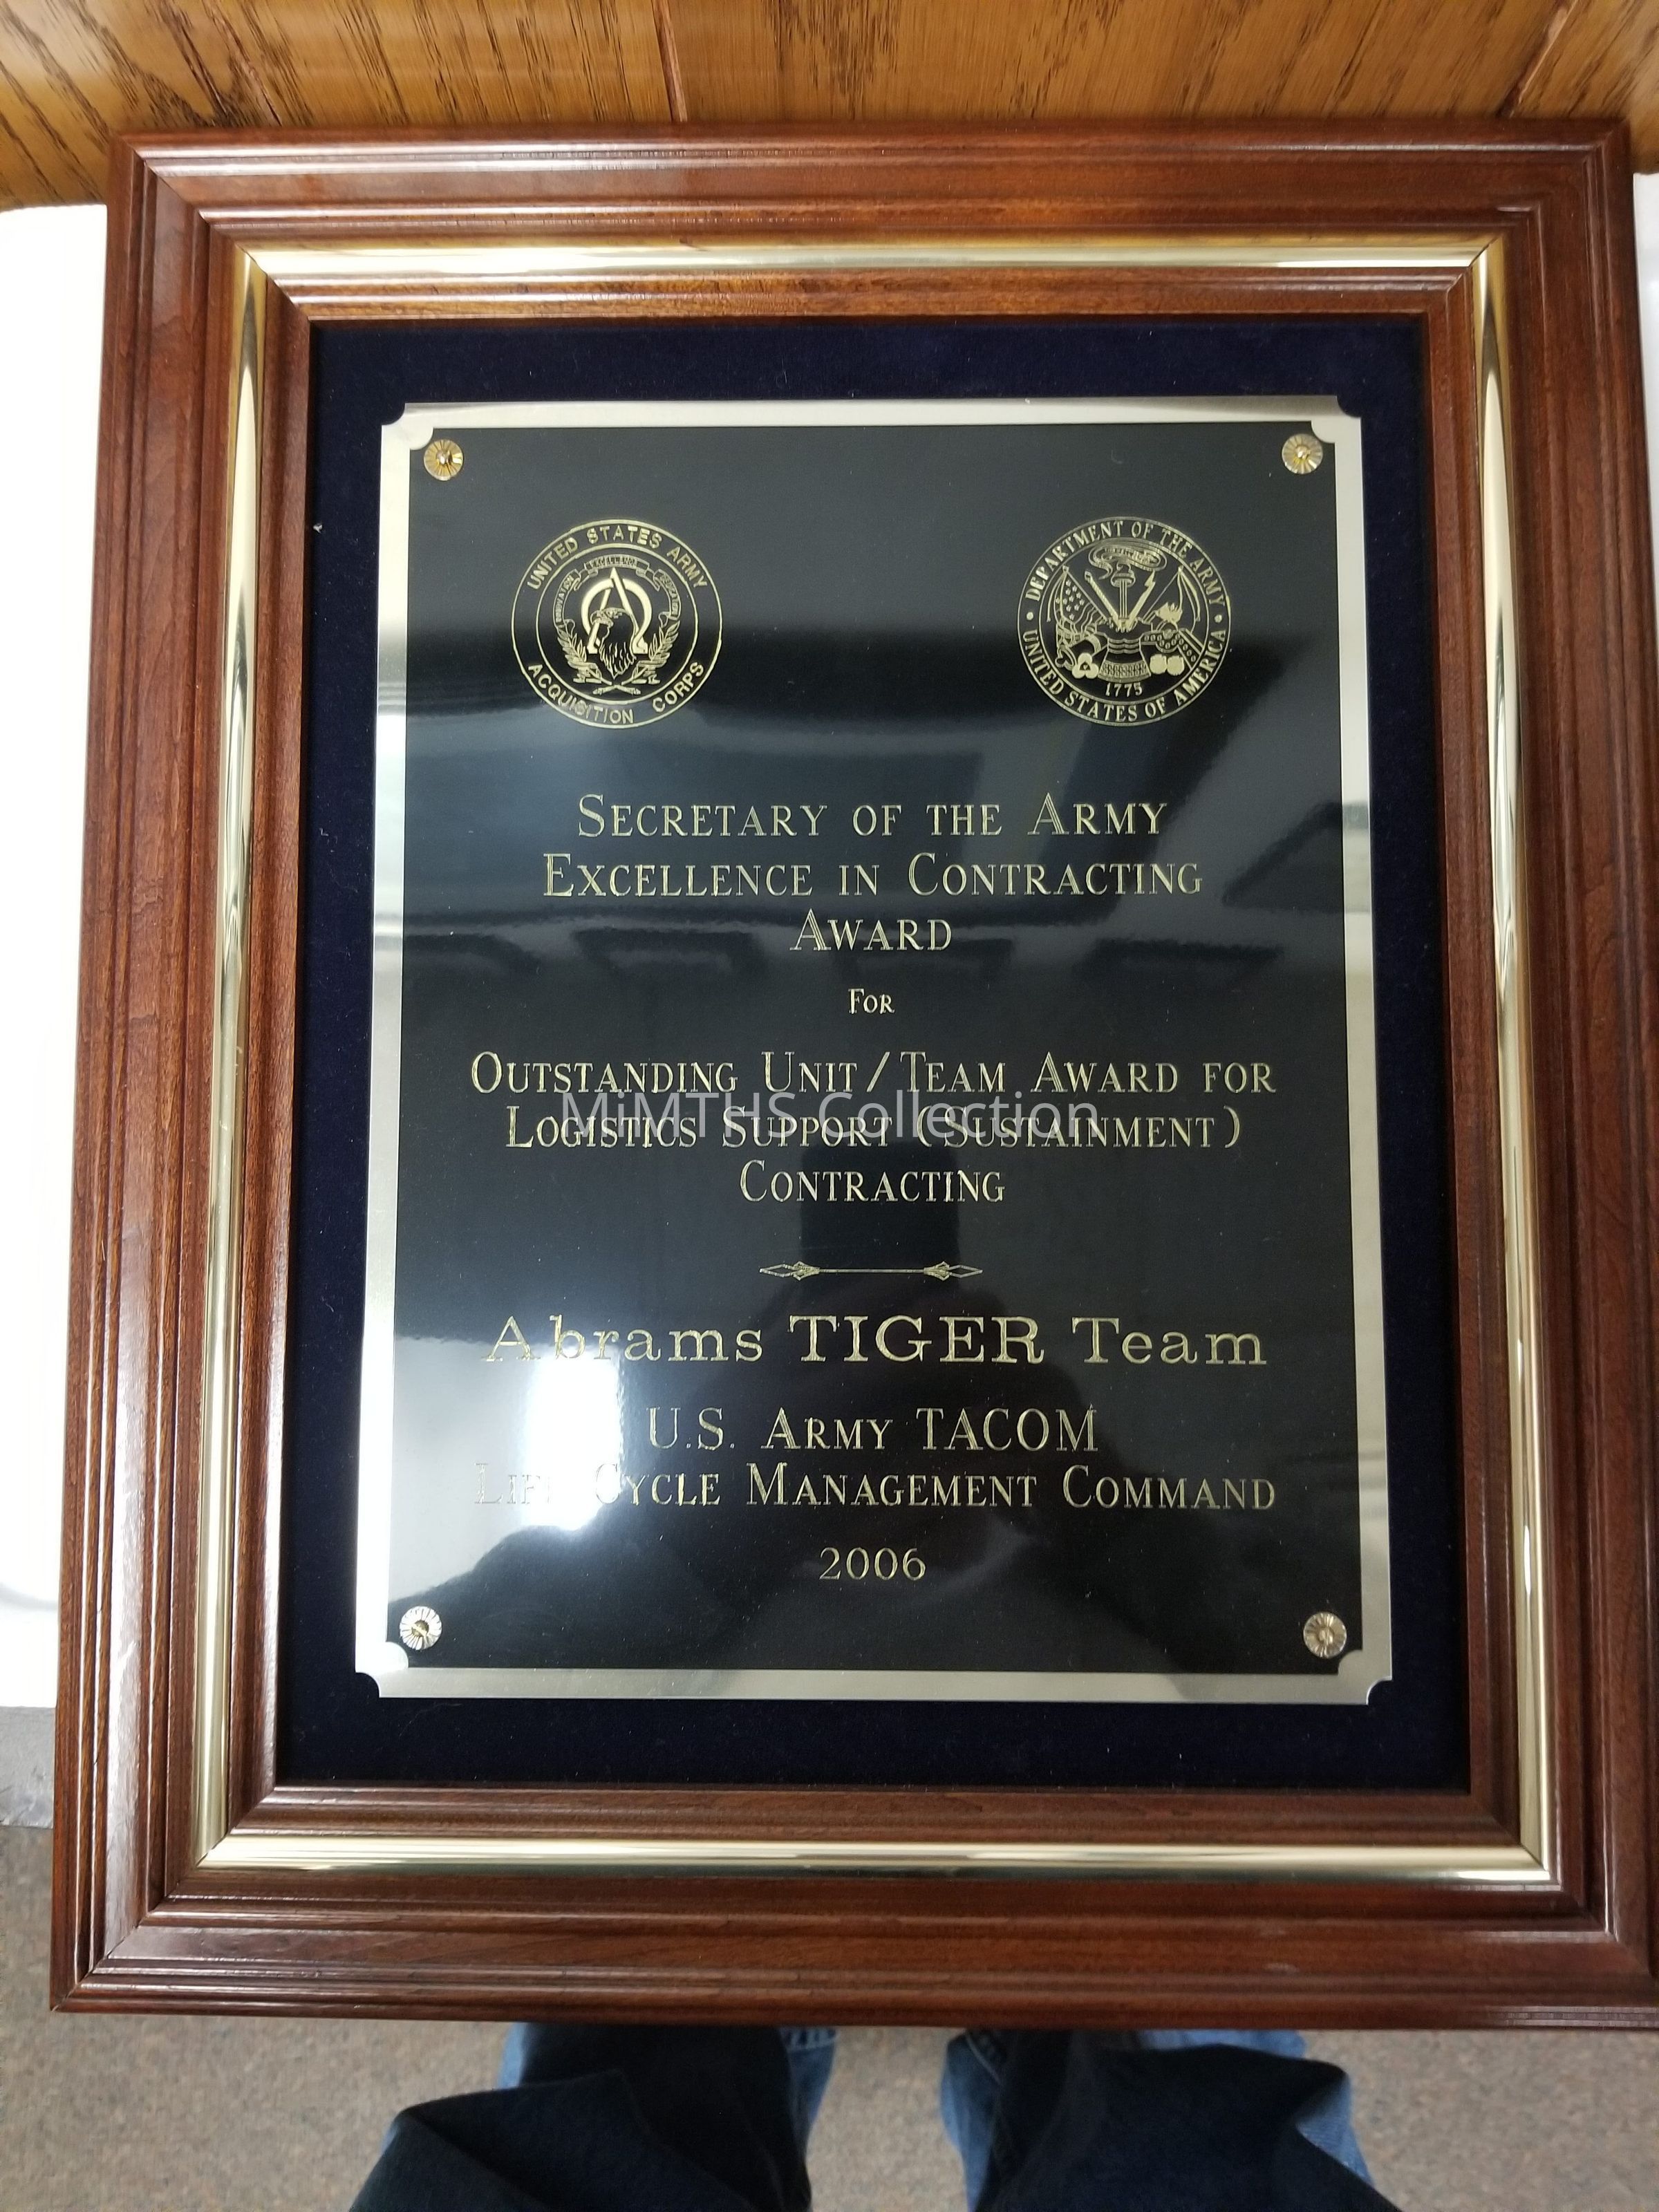 UNITED STATES ARMY
EXCELLENCE
ACQUISITION CORPS
DEPARTMENT OF THE ARMY
1775
UNITED STATES OF AMERICA
SECRETARY OF THE ARMY
EXCELLENCE IN CONTRACTING
AWARD
FOR
OUTSTANDING UNIT/TEAM AWARD FOR
LOGISTICS SUPPORT (SUSTAINMENT)
MiMTHS Collection
CONTRACTING
Abrams TIGER Team
U.S. ARMY TACOM
LIFE CYCLE MANAGEMENT COMMAND
2006